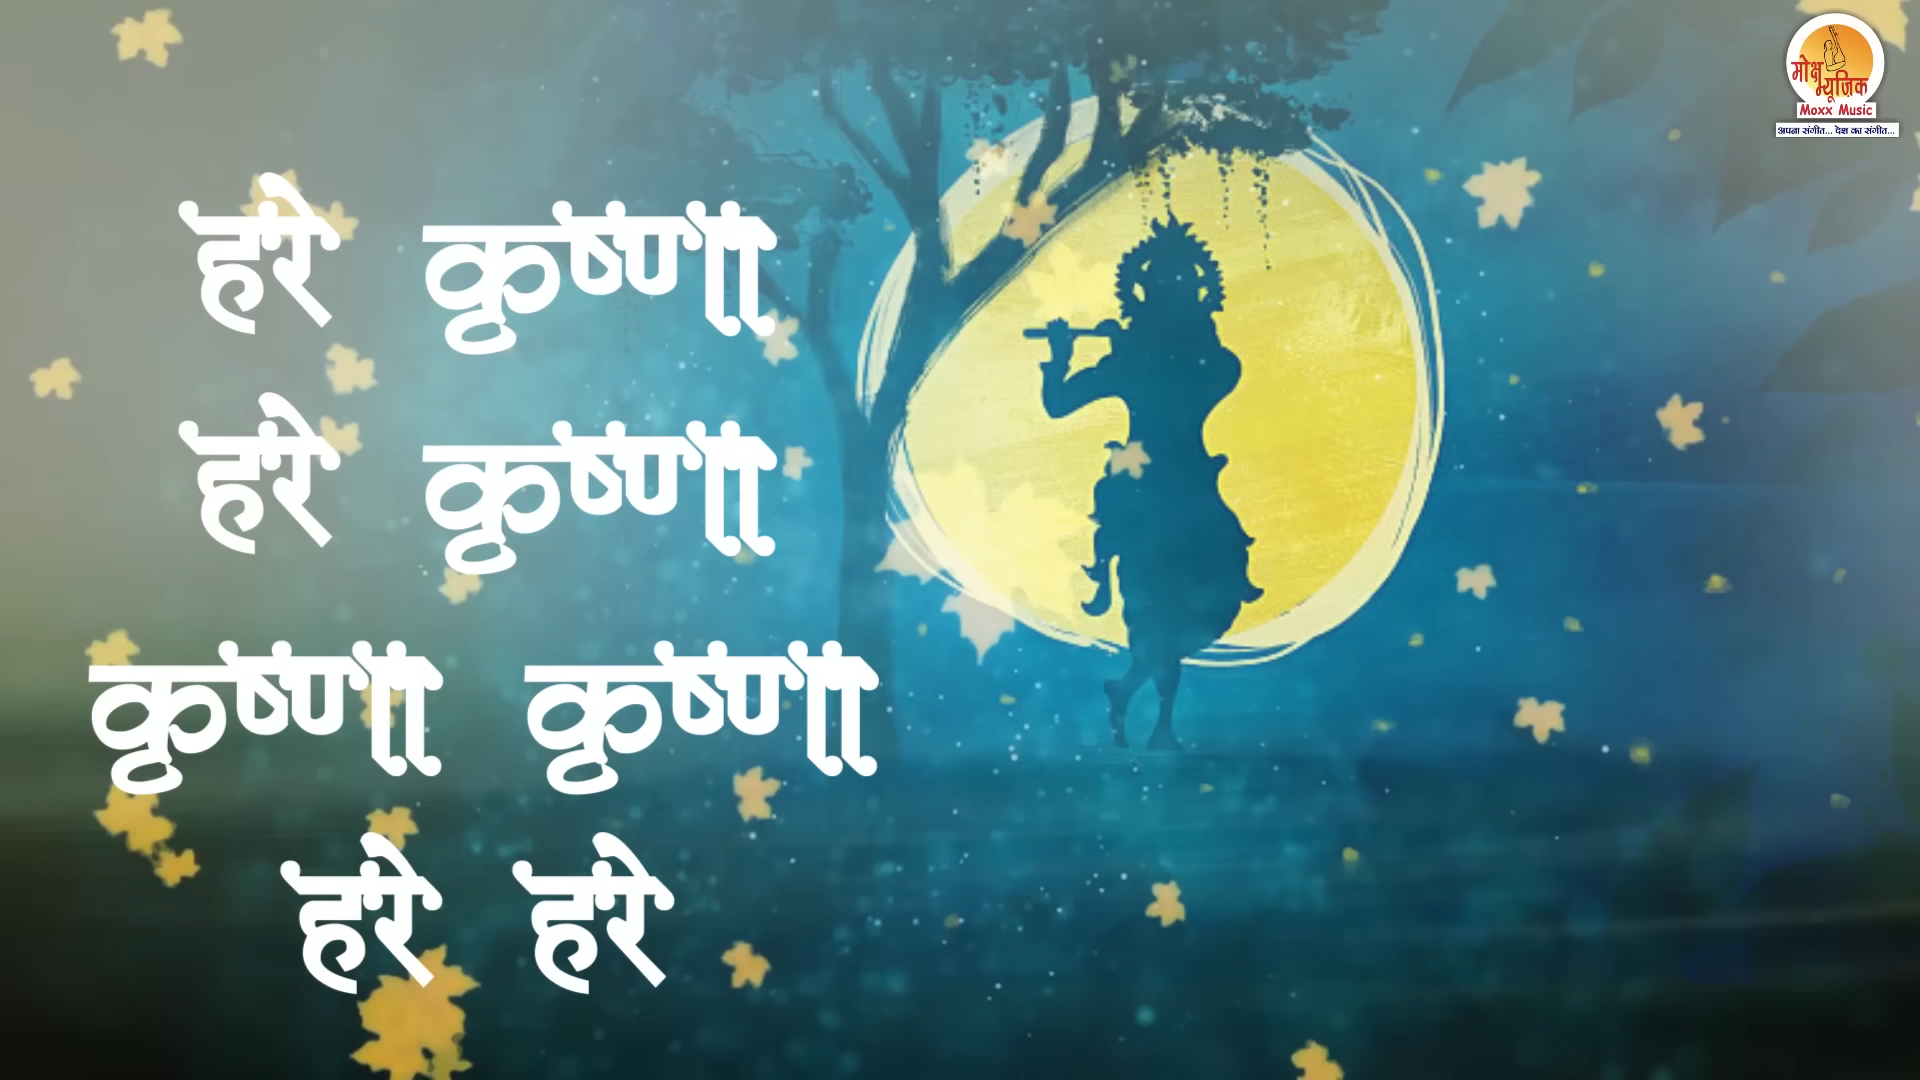 हरे कृष्णा
हरे कृष्णा
कृष्णा कृष्णा
हरे हरे
मोक्ष
म्यूज़िक
Moxx Music
अपना संगीत... देश का संगीत...